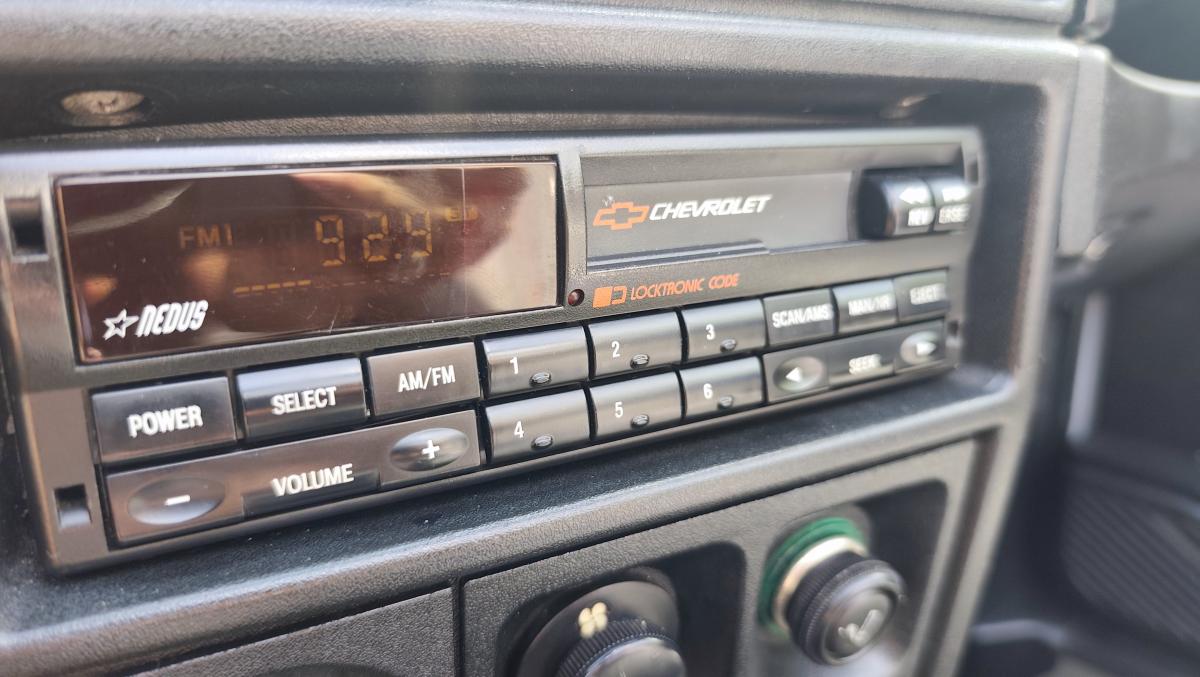 FM1 92.9
NEDUS
CHEVROLET
LOCKTRONIC CODE
REW
ERSE
POWER
SELECT
AM/FM
1
2
3
SCAN/AMS
MAN/NR
EJECT
- VOLUME +
4
5
6
SEEK